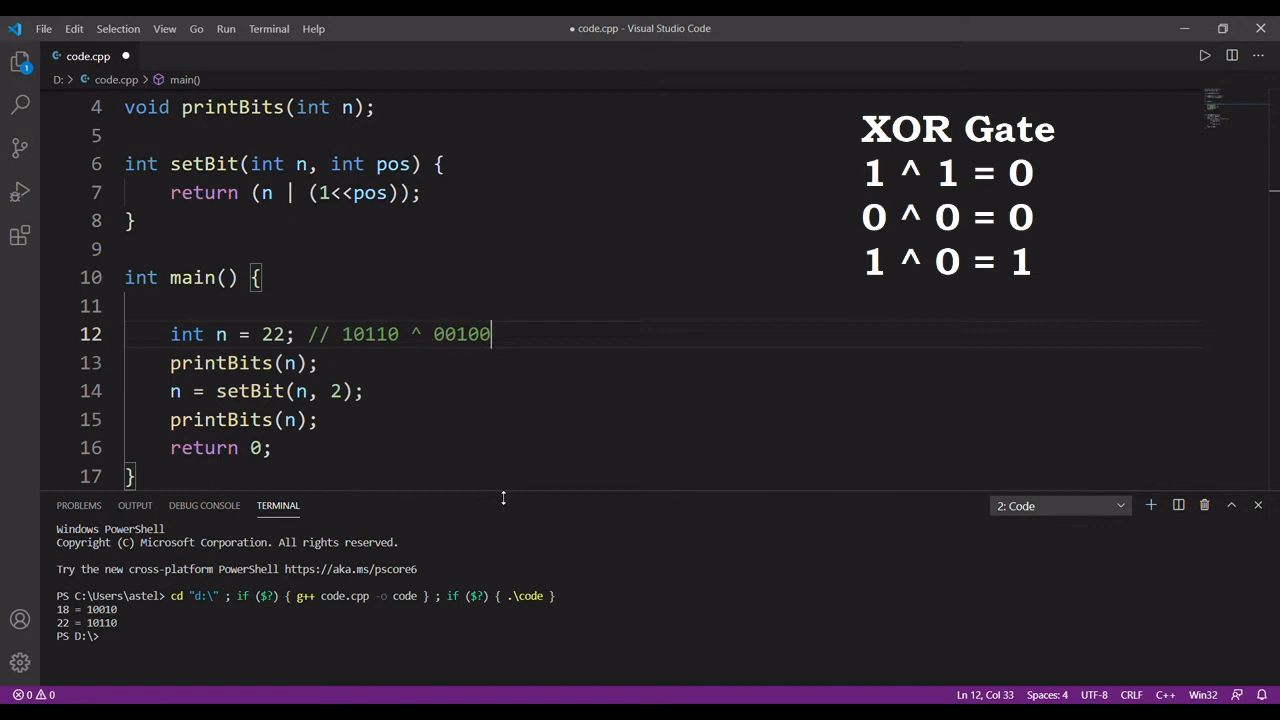 File Edit Selection View Go Run Terminal Help
● code.cpp - Visual Studio Code
code.cpp ●
D: > code.cpp > main()
4 void printBits(int n);
5
6 int setBit(int n, int pos) {
7 return (n | (1<<pos));
8 }
9
10 int main() {
11
12 int n = 22; // 10110 ^ 00100
13 printBits(n);
14 n = setBit(n, 2);
15 printBits(n);
16 return 0;
17 }
XOR Gate
1 ^ 1 = 0
0 ^ 0 = 0
1 ^ 0 = 1
1
PROBLEMS OUTPUT DEBUG CONSOLE TERMINAL
2: Code
Windows PowerShell
Copyright (C) Microsoft Corporation. All rights reserved.
Try the new cross-platform PowerShell https://aka.ms/pscore6
PS C:\Users\astel> cd "d:\" ; if ($?) { g++ code.cpp -o code } ; if ($?) { .\code }
18 = 10010
22 = 10110
PS D:\>
0 0
Ln 12, Col 33 Spaces: 4 UTF-8 CRLF C++ Win32